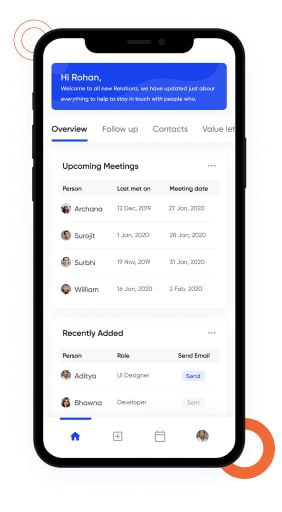 Hi Rohan,
Welcome to all new Relationz, we have updated just about
everything to help to stay in touch with people who.
Overview Follow up Contacts Value let
Upcoming Meetings ...
Person Last met on Meeting date
Archana 12 Dec, 2019 27 Jan, 2020
Surojit 1 Jan, 2020 28 Jan, 2020
Surbhi 19 Nov, 2019 31 Jan, 2020
William 16 Jan, 2020 2 Feb, 2020
Recently Added ...
Person Role Send Email
Aditya UI Designer Send
Bhawna Developer Sent